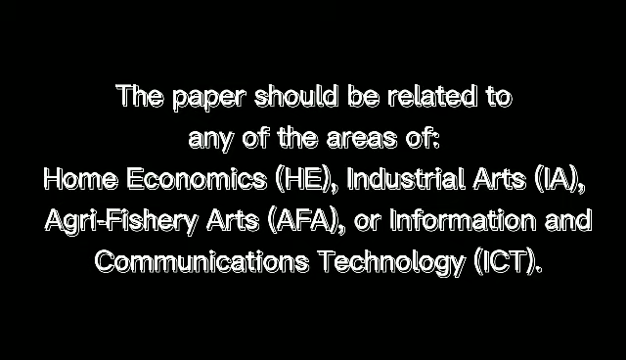 The paper should be related to
any of the areas of:
Home Economics (HE), Industrial Arts (IA),
Agri-Fishery Arts (AFA), or Information and
Communications Technology (ICT).